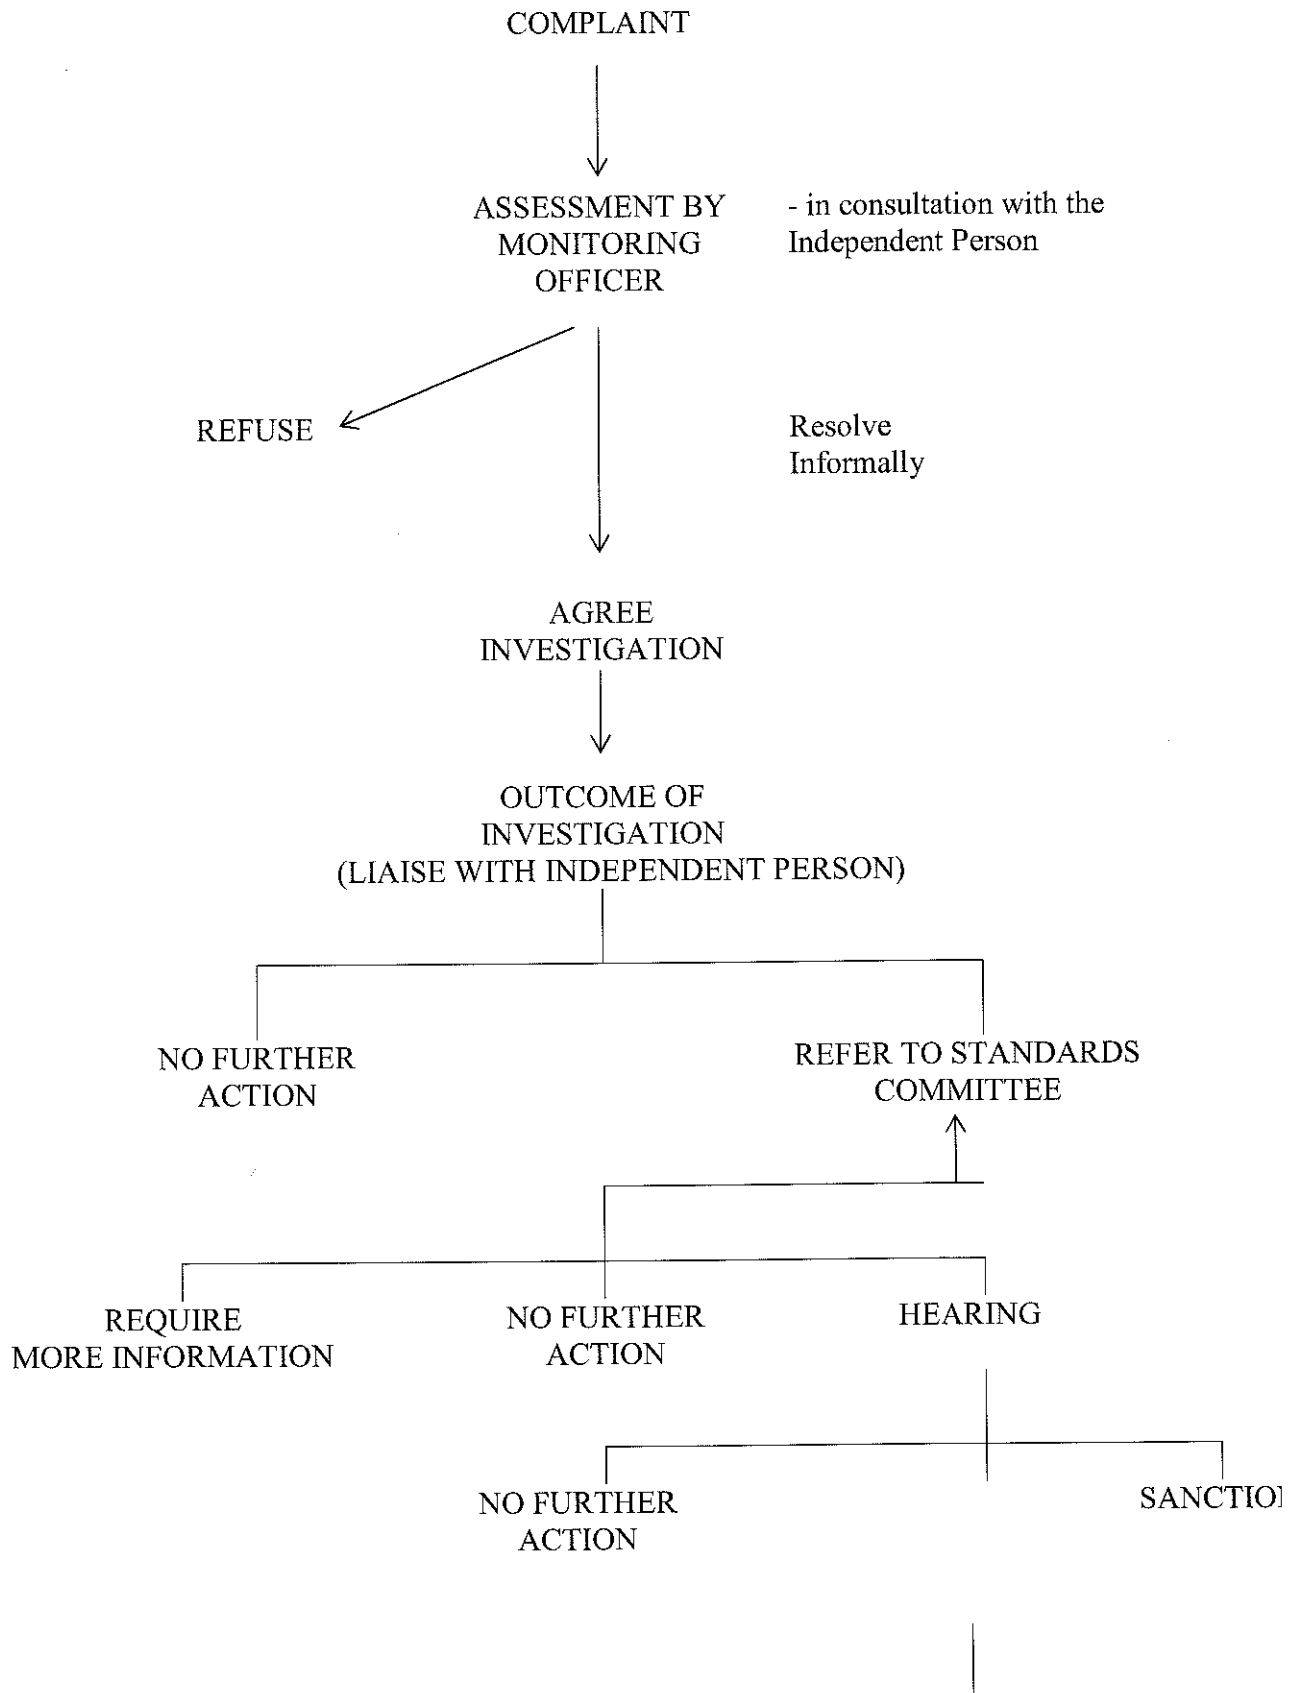 COMPLAINT
ASSESSMENT BY
MONITORING
OFFICER
- in consultation with the
Independent Person
REFUSE
Resolve
Informally
AGREE
INVESTIGATION
OUTCOME OF
INVESTIGATION
(LIAISE WITH INDEPENDENT PERSON)
NO FURTHER
ACTION
REFER TO STANDARDS
COMMITTEE
REQUIRE
MORE INFORMATION
NO FURTHER
ACTION
HEARING
NO FURTHER
ACTION
SANCTIO